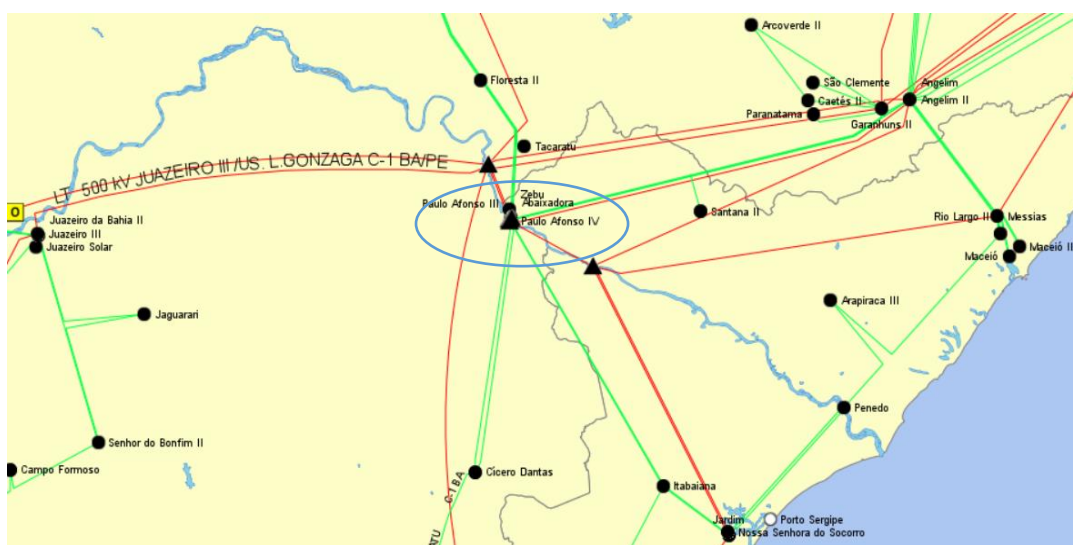 Arcoverde II
Floresta II
São Clemente
Angelim
Caetés II
Angelim II
Paranatama
Garanhuns II
Tacaratu
LT 500 kV JUAZEIRO III /US. L.GONZAGA C-1 BA/PE
Zebu
Paulo Afonso III
Abaixadora
O
Paulo Afonso IV
Santana II
Juazeiro da Bahia II
Rio Largo II
Messias
Juazeiro III
Juazeiro Solar
Maceió II
Maceió
Arapiraca III
Jaguarari
Penedo
Senhor do Bonfim II
Campo Formoso
Cícero Dantas
C-1 BA
Itabaiana
Jardim
Porto Sergipe
Nossa Senhora do Socorro
ATU